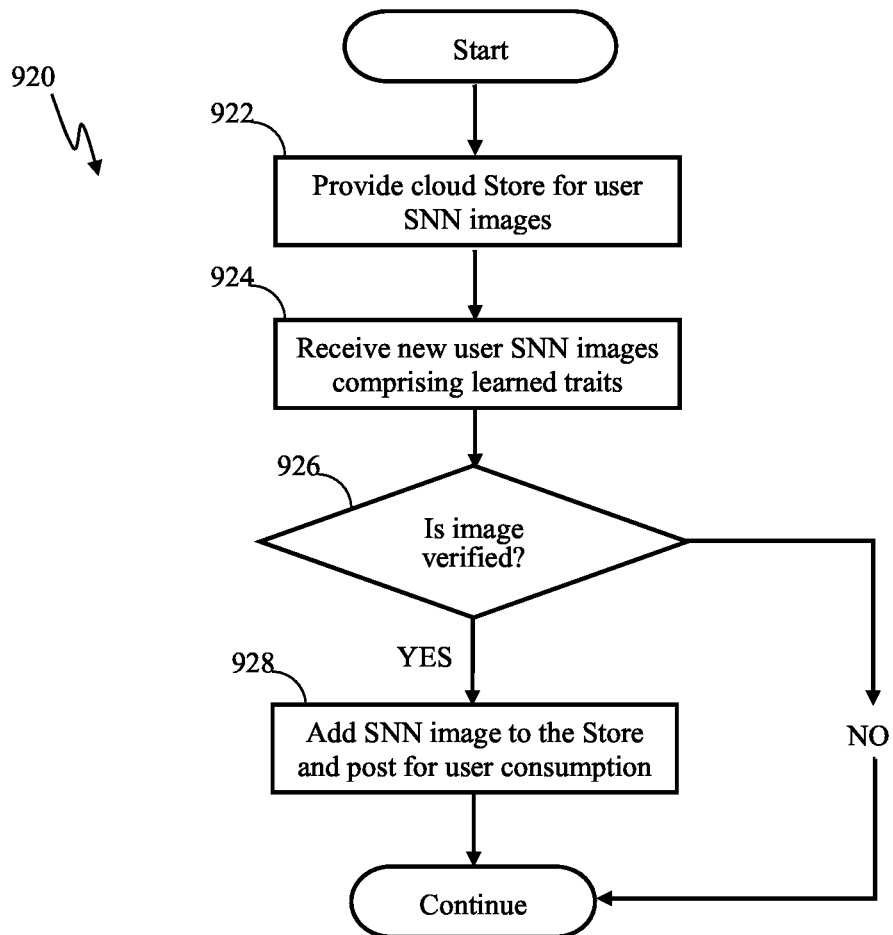 Start
920
922
Provide cloud Store for user
SNN images
924
Receive new user SNN images
comprising learned traits
926
Is image
verified?
YES
928
Add SNN image to the Store
and post for user consumption
NO
Continue